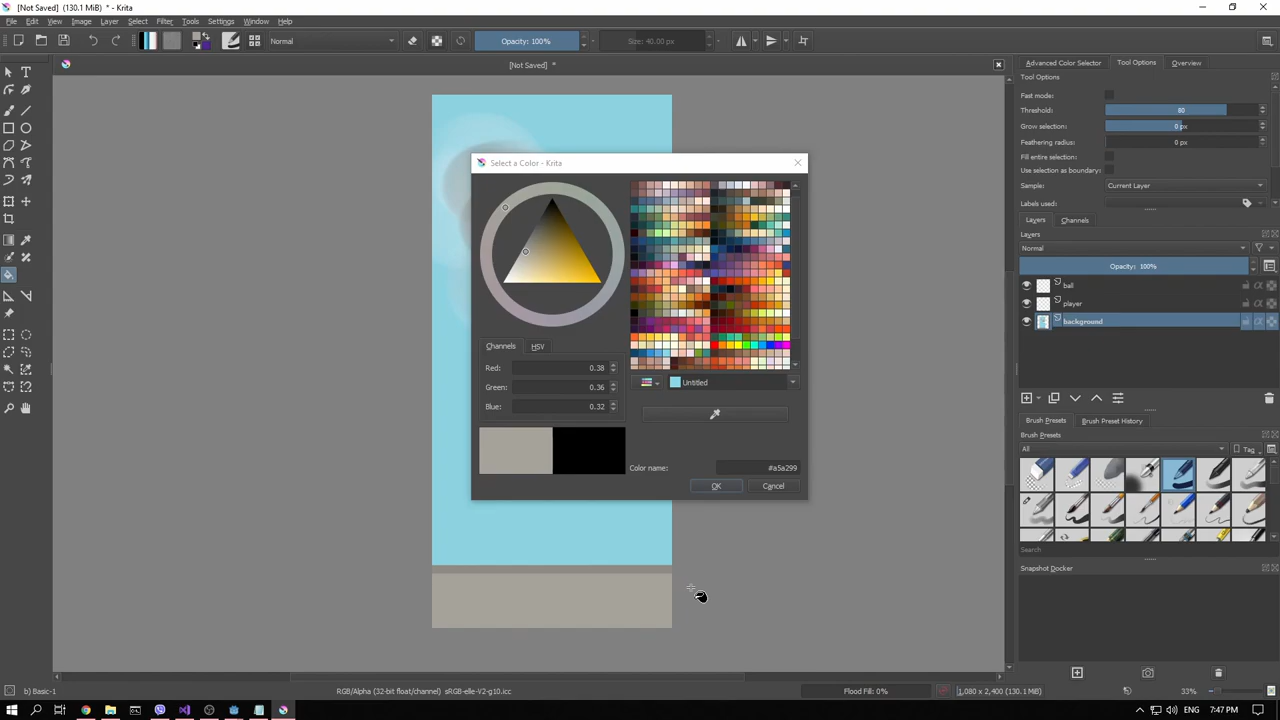 [Not Saved] (130.1 MiB) * - Krita
File Edit View Image Layer Select Filter Tools Settings Window Help
Normal Opacity: 100% Size: 40.00 px
[Not Saved] *
Advanced Color Selector Tool Options Overview
Tool Options
Fast mode:
Threshold: 80
Grow selection: 0 px
Feathering radius: 0 px
Fill entire selection:
Use selection as boundary:
Sample: Current Layer
Labels used:
Layers Channels
Layers
Normal
Opacity: 100%
ball
player
background
Brush Presets Brush Preset History
Brush Presets
All Tag
Search
Snapshot Docker
Select a Color - Krita
Channels HSV
Red: 0.38
Green: 0.36
Blue: 0.32
Untitled
Color name: #a5a299
OK Cancel
b) Basic-1 RGB/Alpha (32-bit float/channel) sRGB-elle-V2-g10.icc Flood Fill: 0% 1,080 x 2,400 (130.1 MiB) 33%
ENG 7:47 PM